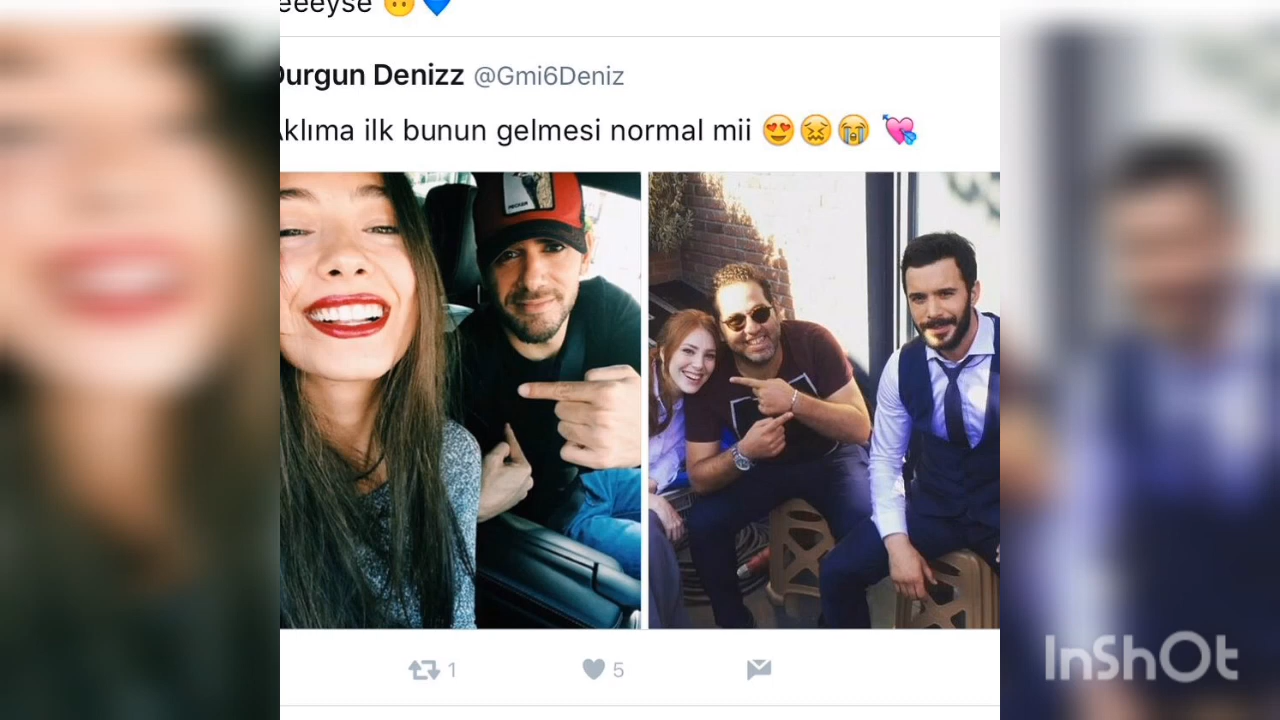 eeeyse 🙃💙
Durgun Denizz @Gmi6Deniz
Aklıma ilk bunun gelmesi normal mii 😍😖😭 💘
1 5
InShOt